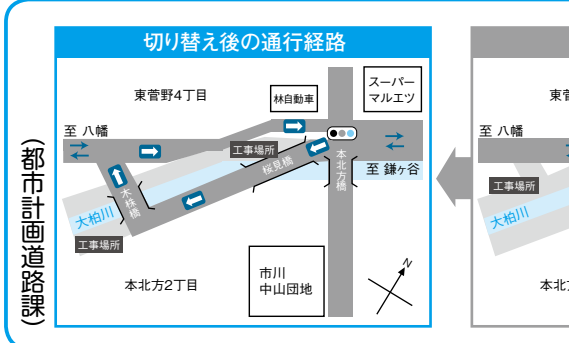 切り替え後の通行経路
東菅野4丁目
林自動車
スーパー
マルエツ
至 八幡
工事場所
桜見橋
本北方橋
至 鎌ヶ谷
木株橋
大柏川
工事場所
本北方2丁目
市川
中山団地
N
(都市計画道路課)
東菅
至 八幡
工事場所
大柏川
本北